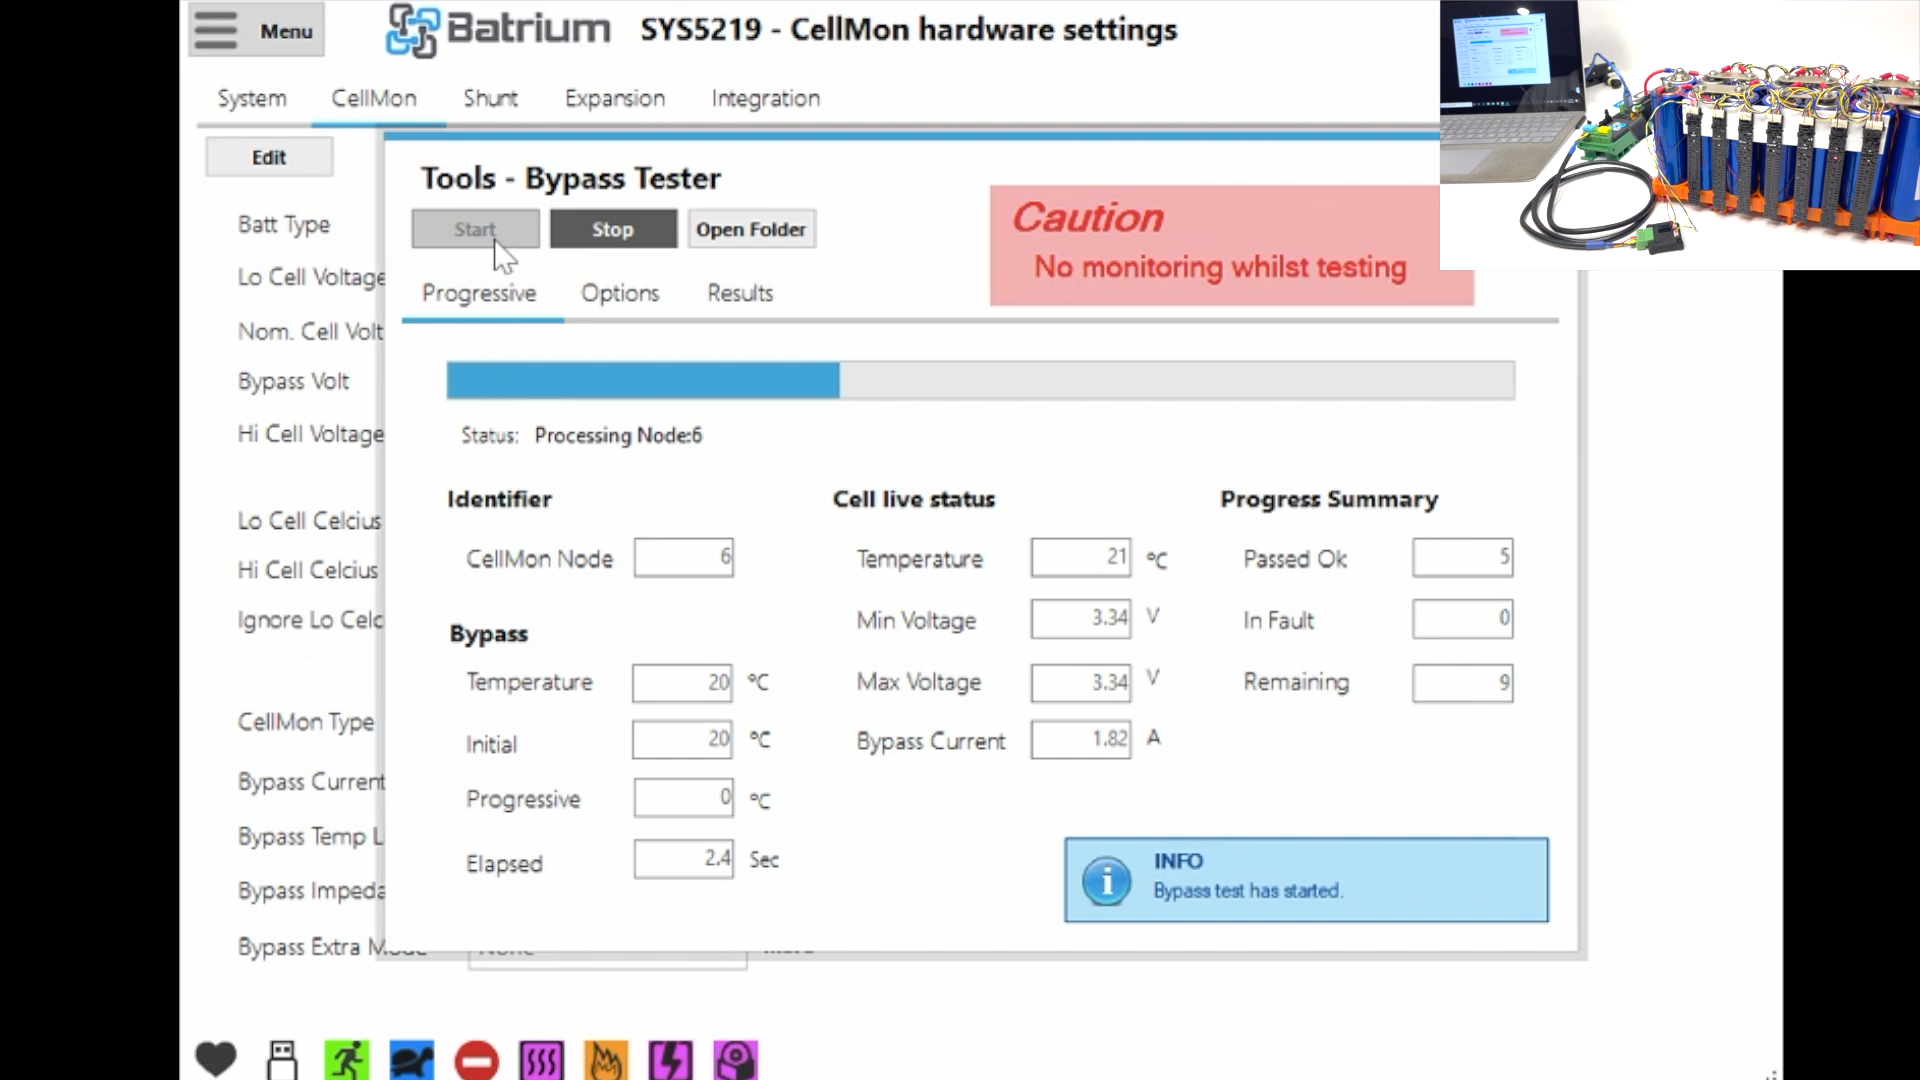 Menu
Batrium
SYS5219 - CellMon hardware settings
System CellMon Shunt Expansion Integration
Edit
Batt Type
Lo Cell Voltage
Nom. Cell Volt
Bypass Volt
Hi Cell Voltage
Lo Cell Celcius
Hi Cell Celcius
Ignore Lo Celc
CellMon Type
Bypass Current
Bypass Temp L
Bypass Impeda
Bypass Extra Mode
None
Tools - Bypass Tester
Start Stop Open Folder
Caution
No monitoring whilst testing
Progressive Options Results
Status: Processing Node:6
Identifier
CellMon Node 6
Bypass
Temperature 20 °C
Initial 20 °C
Progressive 0 °C
Elapsed 2.4 Sec
Cell live status
Temperature 21 °C
Min Voltage 3.34 V
Max Voltage 3.34 V
Bypass Current 1.82 A
Progress Summary
Passed Ok 5
In Fault 0
Remaining 9
INFO
Bypass test has started.